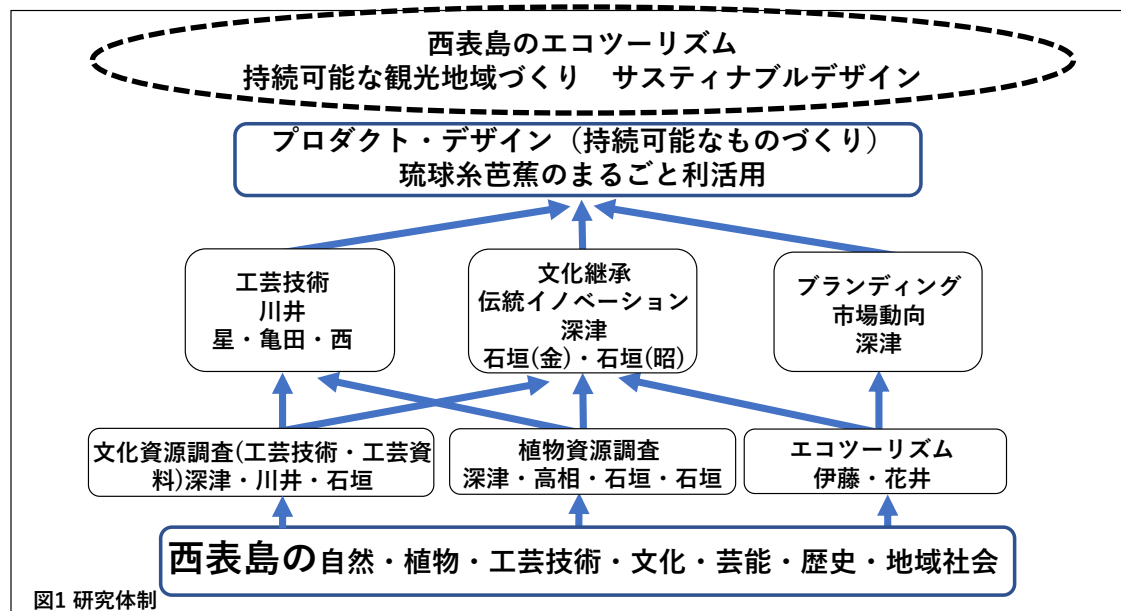 西表島のエコツーリズム
持続可能な観光地域づくり　サスティナブルデザイン
プロダクト・デザイン（持続可能なものづくり）
琉球糸芭蕉のまるごと利活用
工芸技術
川井
星・亀田・西
文化継承
伝統イノベーション
深津
石垣(金)・石垣(昭)
ブランディング
市場動向
深津
文化資源調査(工芸技術・工芸資
料)深津・川井・石垣
植物資源調査
深津・高相・石垣・石垣
エコツーリズム
伊藤・花井
西表島の自然・植物・工芸技術・文化・芸能・歴史・地域社会
図1 研究体制